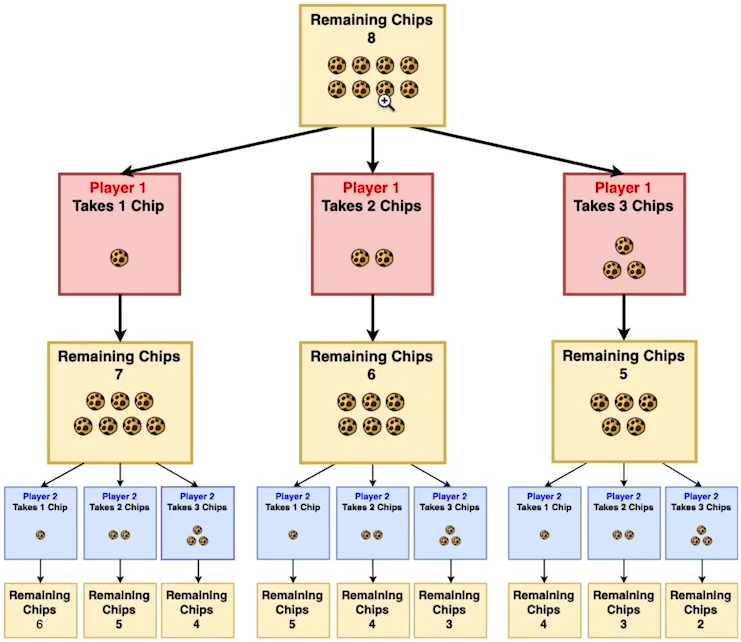 Remaining Chips
8
Player 1
Takes 1 Chip
Player 1
Takes 2 Chips
Player 1
Takes 3 Chips
Remaining Chips
7
Remaining Chips
6
Remaining Chips
5
Player 2
Takes 1 Chip
Player 2
Takes 2 Chips
Player 2
Takes 3 Chips
Player 2
Takes 1 Chip
Player 2
Takes 2 Chips
Player 2
Takes 3 Chips
Player 2
Takes 1 Chip
Player 2
Takes 2 Chips
Player 2
Takes 3 Chips
Remaining
Chips
6
Remaining
Chips
5
Remaining
Chips
4
Remaining
Chips
5
Remaining
Chips
4
Remaining
Chips
3
Remaining
Chips
4
Remaining
Chips
3
Remaining
Chips
2